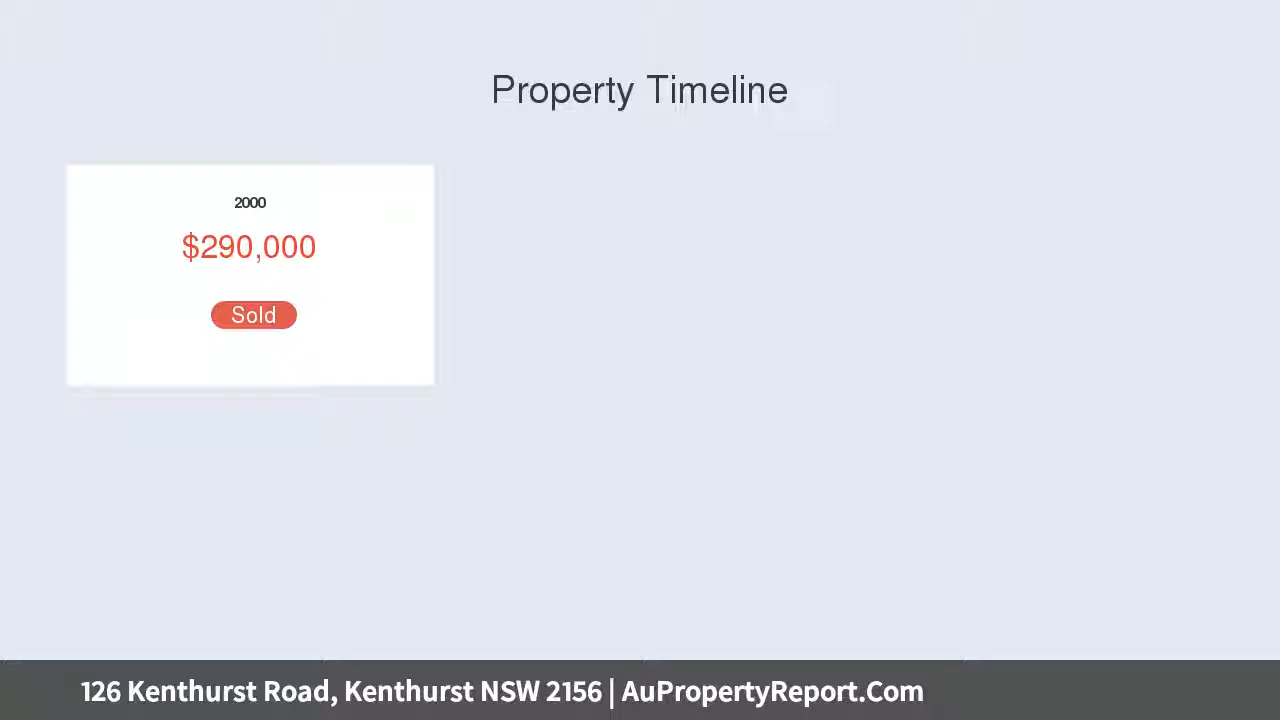 Property Timeline
2000
$290,000
Sold
126 Kenthurst Road, Kenthurst NSW 2156 | AuPropertyReport.Com